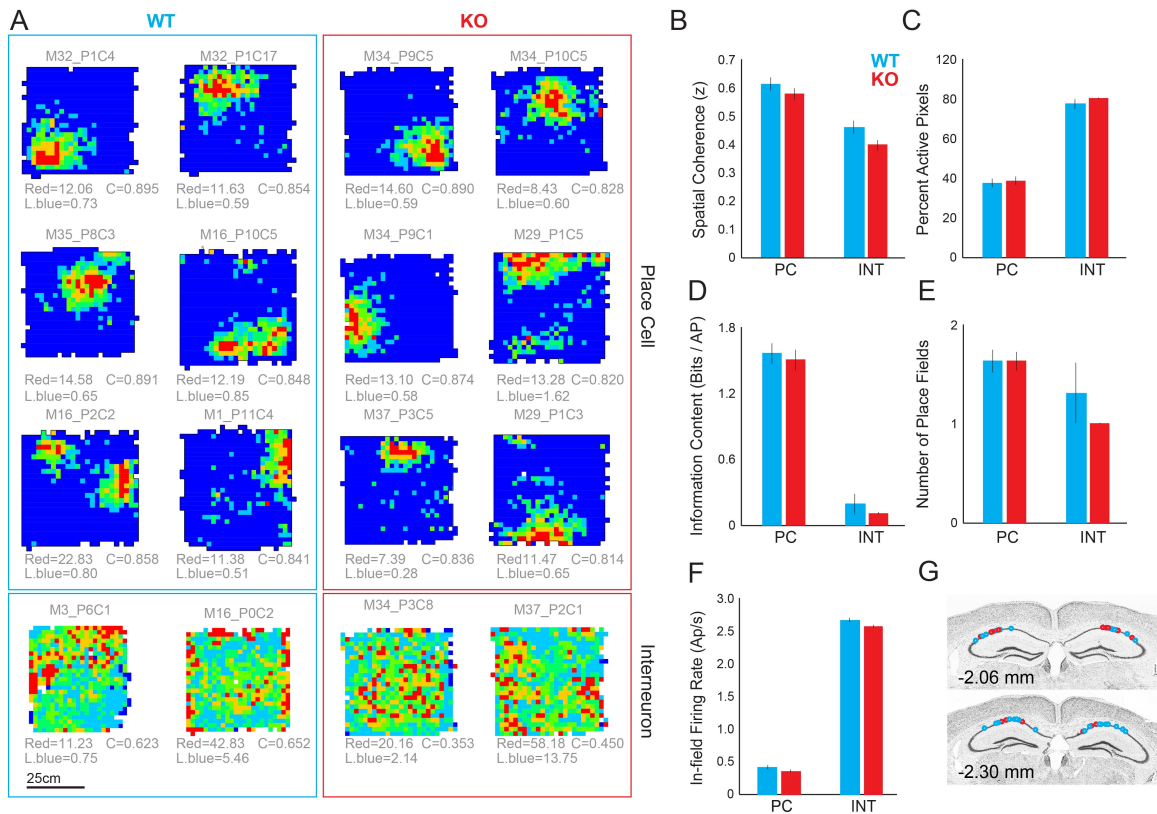 A
WT
KO
M32_P1C4
M32_P1C17
M34_P9C5
M34_P10C5
Red=12.06 C=0.895
L.blue=0.73
Red=11.63 C=0.854
L.blue=0.59
Red=14.60 C=0.890
L.blue=0.59
Red=8.43 C=0.828
L.blue=0.60
M35_P8C3
M16_P10C5
M34_P9C1
M29_P1C5
Red=14.58 C=0.891
L.blue=0.65
Red=12.19 C=0.848
L.blue=0.85
Red=13.10 C=0.874
L.blue=0.58
Red=13.28 C=0.820
L.blue=1.62
M16_P2C2
M1_P11C4
M37_P3C5
M29_P1C3
Red=22.83 C=0.858
L.blue=0.80
Red=11.38 C=0.841
L.blue=0.51
Red=7.39 C=0.836
L.blue=0.28
Red11.47 C=0.814
L.blue=0.65
Place Cell
M3_P6C1
M16_P0C2
M34_P3C8
M37_P2C1
Red=11.23 C=0.623
L.blue=0.75
Red=42.83 C=0.652
L.blue=5.46
Red=20.16 C=0.353
L.blue=2.14
Red=58.18 C=0.450
L.blue=13.75
Interneuron
25cm
B
Spatial Coherence (z)
0.7
0.6
0.5
0.4
0.3
0.2
0.1
0
PC
INT
WT
KO
C
Percent Active Pixels
120
100
80
60
40
20
0
PC
INT
D
Information Content (Bits / AP)
1.8
1.2
0.6
0
PC
INT
E
Number of Place Fields
2
1
0
PC
INT
F
In-field Firing Rate (Ap/s)
3.0
2.5
2.0
1.5
1.0
0.5
0
PC
INT
G
-2.06 mm
-2.30 mm